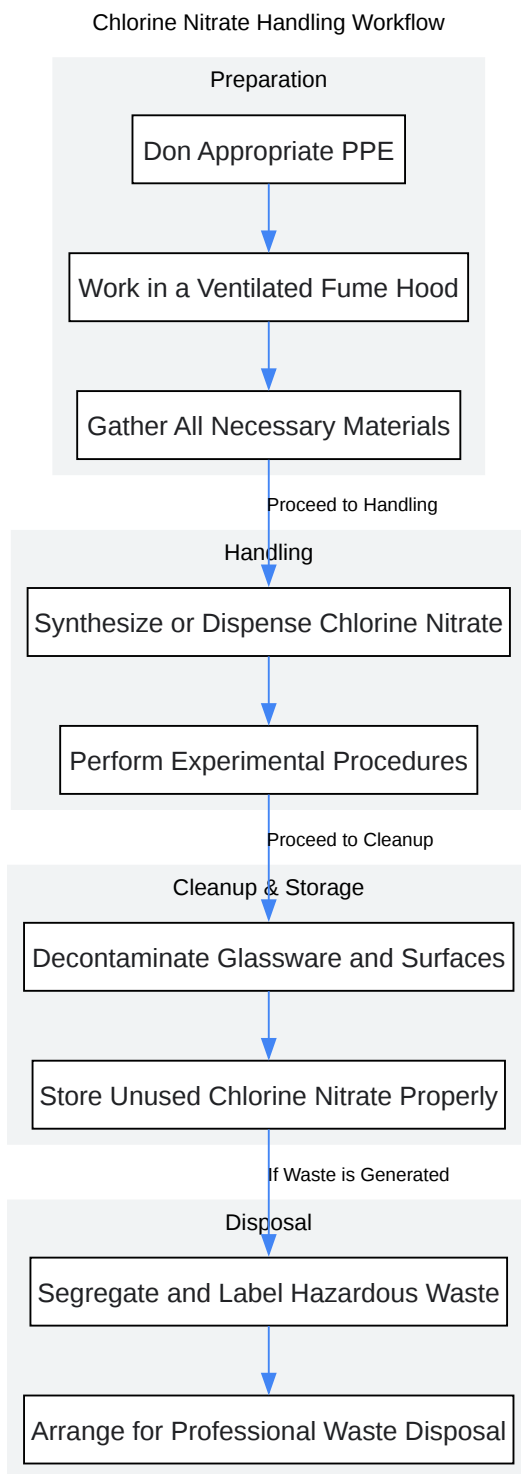 Chlorine Nitrate Handling Workflow
Preparation
Don Appropriate PPE
Work in a Ventilated Fume Hood
Gather All Necessary Materials
Proceed to Handling
Handling
Synthesize or Dispense Chlorine Nitrate
Perform Experimental Procedures
Proceed to Cleanup
Cleanup & Storage
Decontaminate Glassware and Surfaces
Store Unused Chlorine Nitrate Properly
If Waste is Generated
Disposal
Segregate and Label Hazardous Waste
Arrange for Professional Waste Disposal